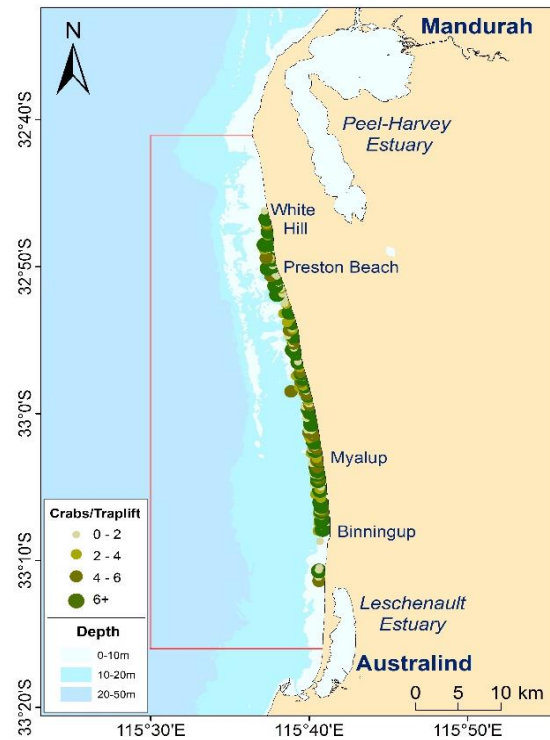 N
Mandurah
32°40'S
Peel-Harvey
Estuary
White
Hill
32°50'S
Preston Beach
33°0'S
Myalup
Crabs/Traplift
0 - 2
2 - 4
4 - 6
6+
Binningup
33°10'S
Depth
0-10m
10-20m
20-50m
Leschenault
Estuary
Australind
0 5 10 km
33°20'S
115°30'E 115°40'E 115°50'E